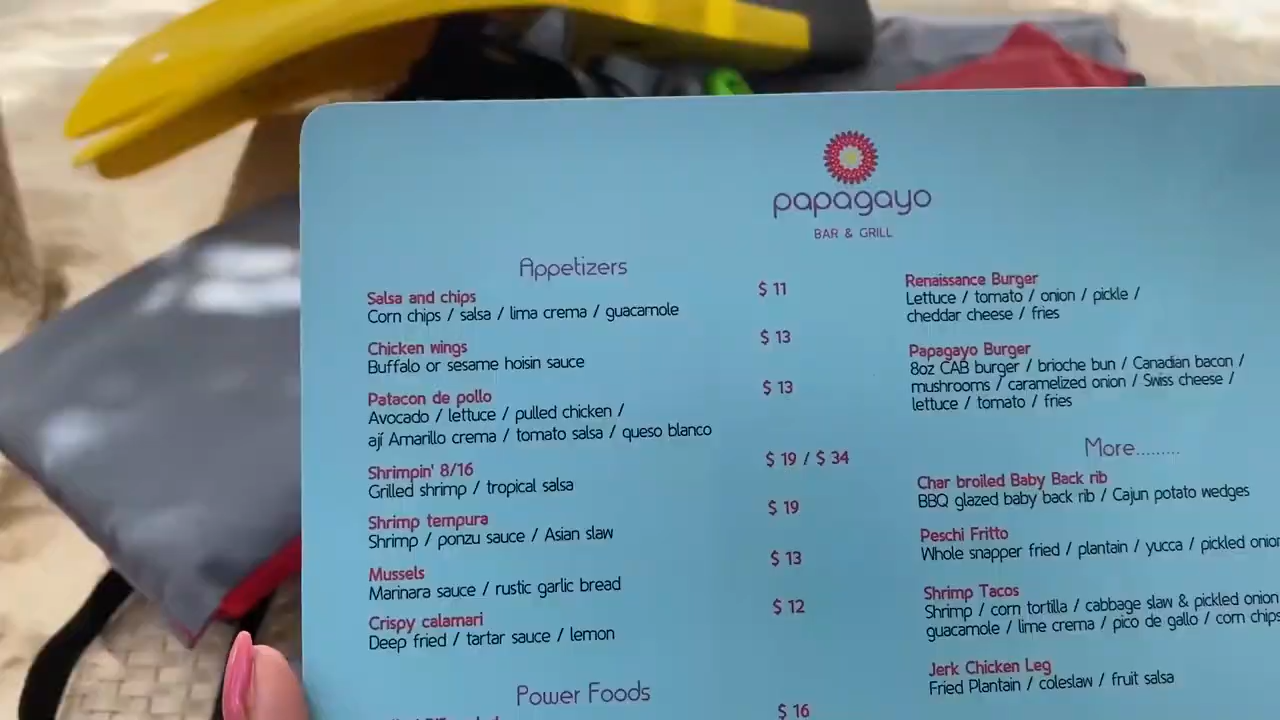 papagayo
BAR & GRILL
Appetizers
Salsa and chips $ 11
Corn chips / salsa / lima crema / guacamole
Chicken wings $ 13
Buffalo or sesame hoisin sauce
Patacon de pollo $ 13
Avocado / lettuce / pulled chicken /
ají Amarillo crema / tomato salsa / queso blanco
Shrimpin' 8/16 $ 19 / $ 34
Grilled shrimp / tropical salsa
Shrimp tempura $ 19
Shrimp / ponzu sauce / Asian slaw
Mussels $ 13
Marinara sauce / rustic garlic bread
Crispy calamari $ 12
Deep fried / tartar sauce / lemon
Power Foods
$ 16
Renaissance Burger
Lettuce / tomato / onion / pickle /
cheddar cheese / fries
Papagayo Burger
8oz CAB burger / brioche bun / Canadian bacon /
mushrooms / caramelized onion / Swiss cheese /
lettuce / tomato / fries
More.........
Char broiled Baby Back rib
BBQ glazed baby back rib / Cajun potato wedges
Peschi Fritto
Whole snapper fried / plantain / yucca / pickled onion
Shrimp Tacos
Shrimp / corn tortilla / cabbage slaw & pickled onion
guacamole / lime crema / pico de gallo / corn chips
Jerk Chicken Leg
Fried Plantain / coleslaw / fruit salsa